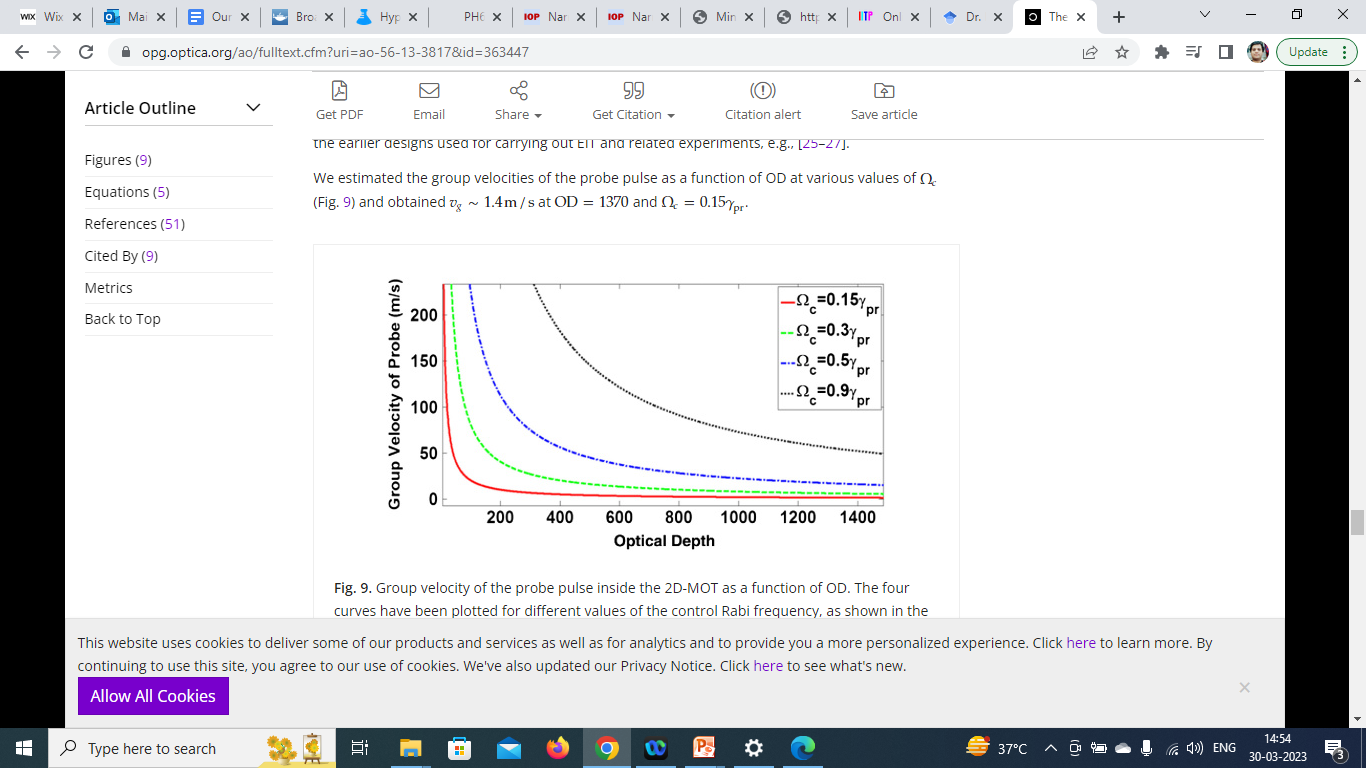 WiX Wix
Mai
Our
Bro
Hyp
PH6
IOP Nar
IOP Nar
Min
http
IITP Onl
Dr.
The
opg.optica.org/ao/fulltext.cfm?uri=ao-56-13-3817&id=363447
Update
Article Outline
Figures (9)
Equations (5)
References (51)
Cited By (9)
Metrics
Back to Top
Get PDF
Email
Share
Get Citation
Citation alert
Save article
the earlier designs used for carrying out EIT and related experiments, e.g., [25–27].
We estimated the group velocities of the probe pulse as a function of OD at various values of Ωc
(Fig. 9) and obtained vg ∼ 1.4 m / s at OD = 1370 and Ωc = 0.15γpr.
Group Velocity of Probe (m/s)
200
150
100
50
0
200 400 600 800 1000 1200 1400
Optical Depth
Ωc=0.15γpr
Ωc=0.3γpr
Ωc=0.5γpr
Ωc=0.9γpr
Fig. 9. Group velocity of the probe pulse inside the 2D-MOT as a function of OD. The four
curves have been plotted for different values of the control Rabi frequency, as shown in the
This website uses cookies to deliver some of our products and services as well as for analytics and to provide you a more personalized experience. Click here to learn more. By
continuing to use this site, you agree to our use of cookies. We've also updated our Privacy Notice. Click here to see what's new.
Allow All Cookies
Type here to search
37°C
ENG
14:54
30-03-2023
3